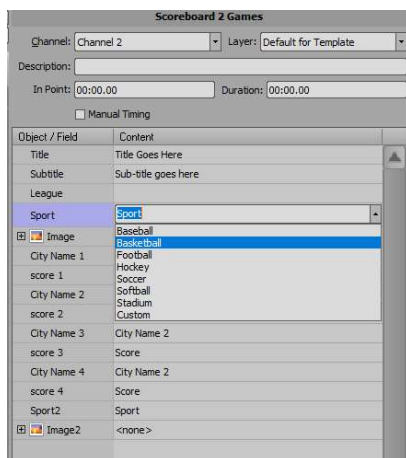 Scoreboard 2 Games
Channel: Channel 2 Layer: Default for Template
Description:
In Point: 00:00.00 Duration: 00:00.00
Manual Timing
Object / Field Content
Title Title Goes Here
Subtitle Sub-title goes here
League
Sport Sport
Baseball
Image Basketball
Football
City Name 1 Hockey
Soccer
score 1 Softball
Stadium
City Name 2 Custom
score 2
City Name 3 City Name 2
score 3 Score
City Name 4 City Name 2
score 4 Score
Sport2 Sport
Image2 <none>